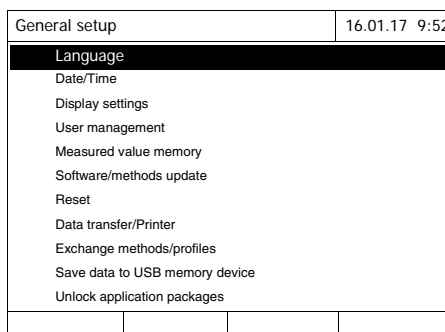 General setup 16.01.17 9:52
Language
Date/Time
Display settings
User management
Measured value memory
Software/methods update
Reset
Data transfer/Printer
Exchange methods/profiles
Save data to USB memory device
Unlock application packages